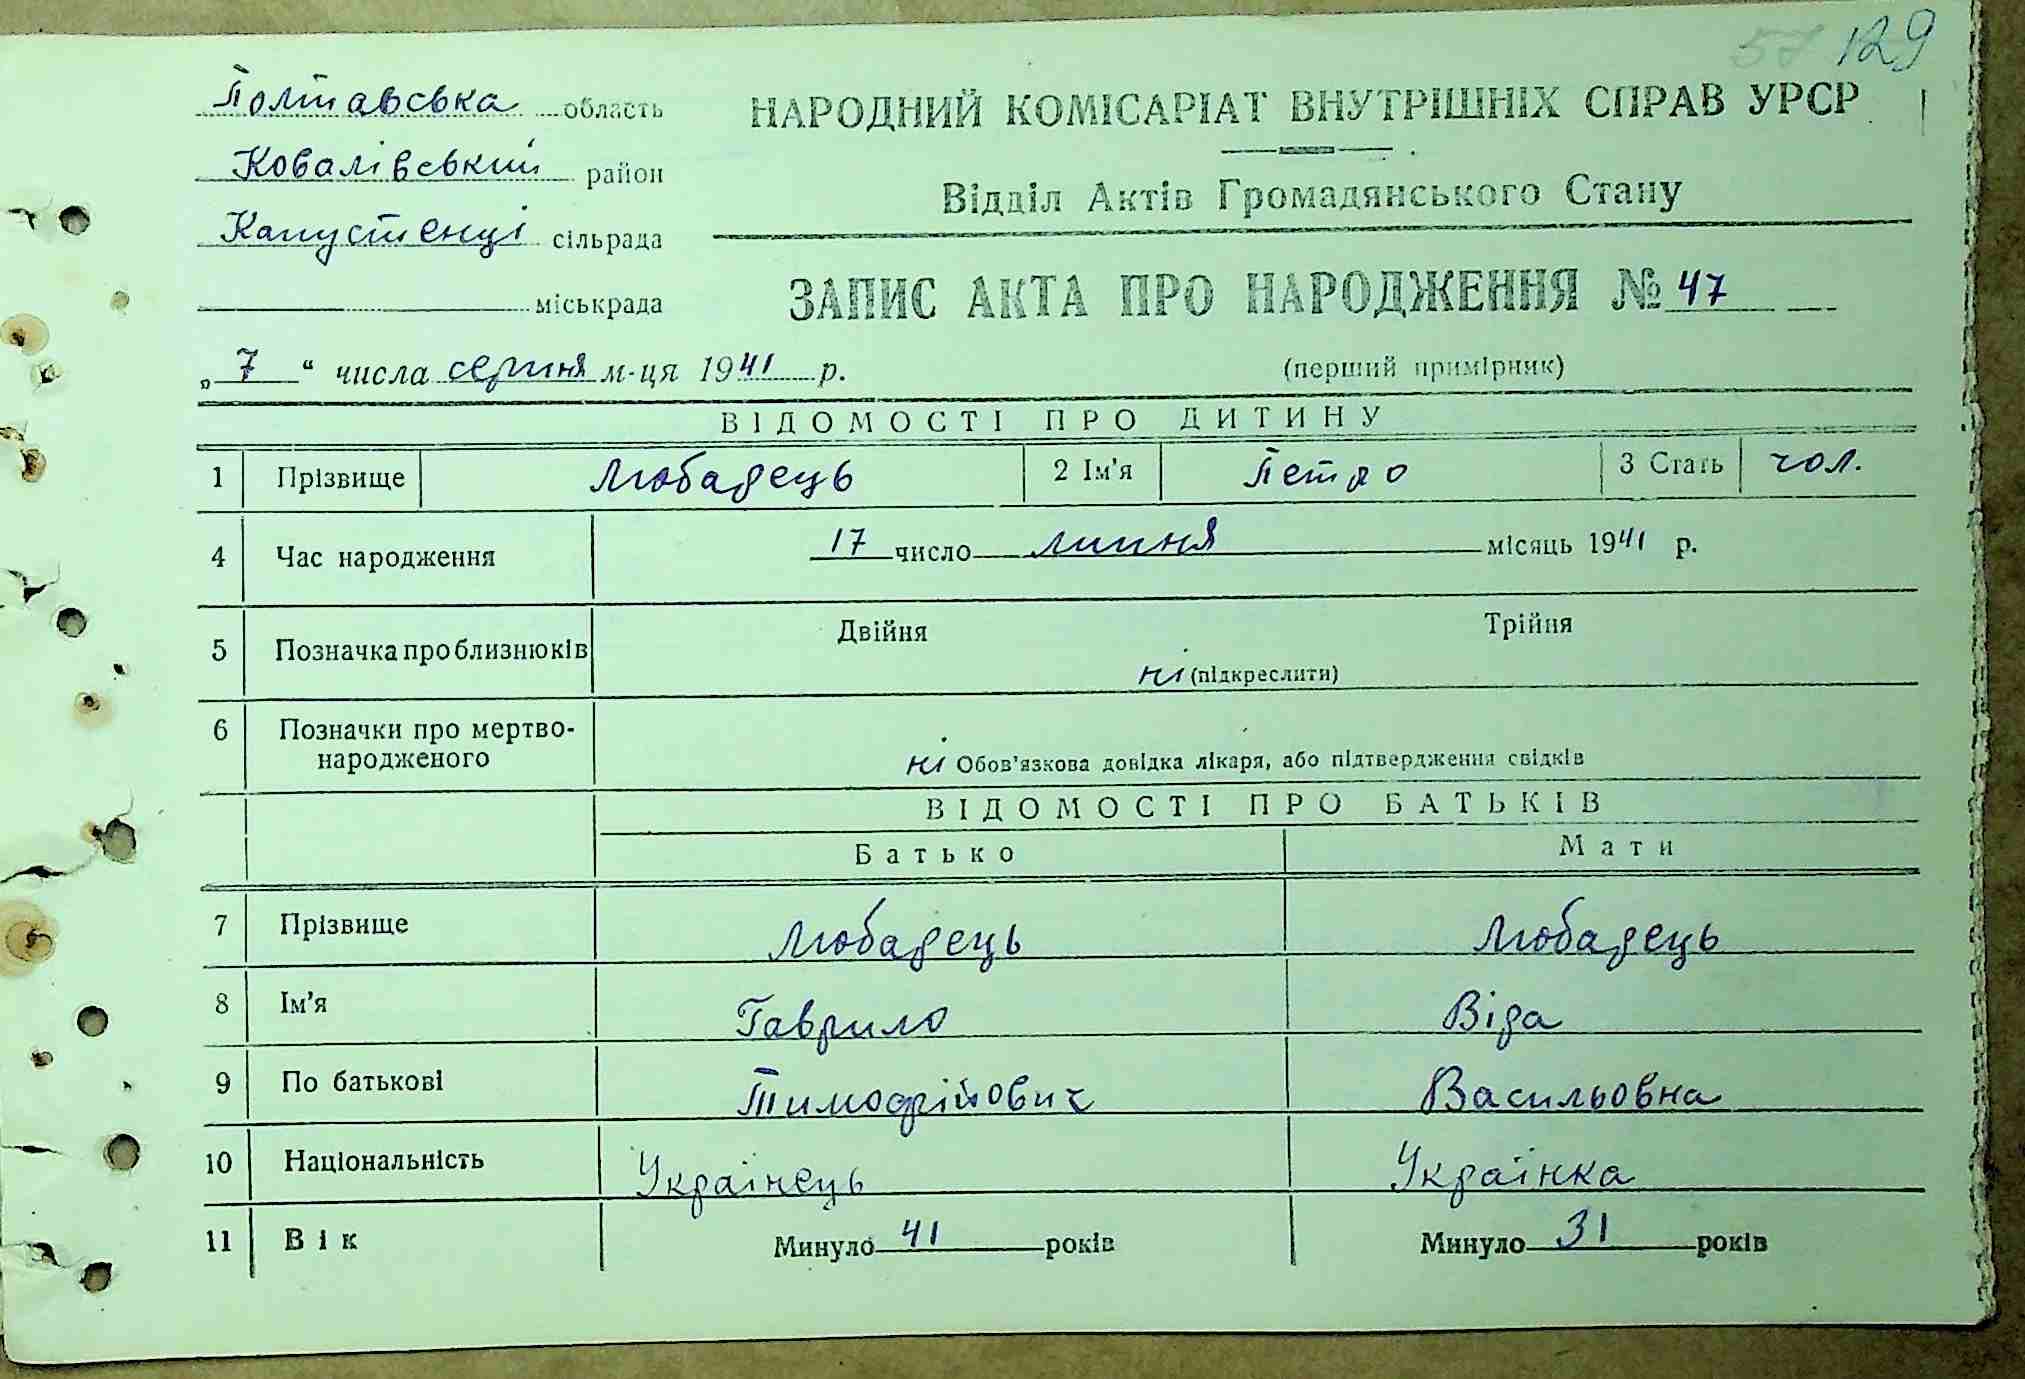 57 129
Полтавська область
НАРОДНИЙ КОМІСАРІАТ ВНУТРІШНІХ СПРАВ УРСР
Ковалівський район
Відділ Актів Громадянського Стану
Капустенці сільрада
міськрада
ЗАПИС АКТА ПРО НАРОДЖЕННЯ № 47
„ 7 “ числа серпня м-ця 1941 р.
(перший примірник)
ВІДОМОСТІ ПРО ДИТИНУ
1 Прізвище Любарець 2 Ім'я Петро 3 Стать чол.
4 Час народження 17 число липня місяць 1941 р.
5 Позначка про близнюків Двійня Трійня
ні (підкреслити)
6 Позначки про мертво-
народженого ні Обов'язкова довідка лікаря, або підтвердження свідків
ВІДОМОСТІ ПРО БАТЬКІВ
Батько Мати
7 Прізвище Любарець Любарець
8 Ім'я Гаврило Віра
9 По батькові Тимофійович Васильовна
10 Національність Українець Українка
11 Вік Минуло 41 років Минуло 31 років